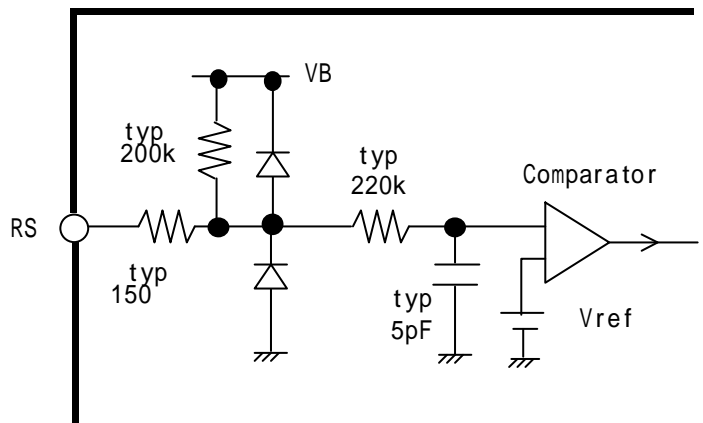 VB
typ
200k
typ
220k
Comparator
RS
typ
150
typ
5pF
Vref